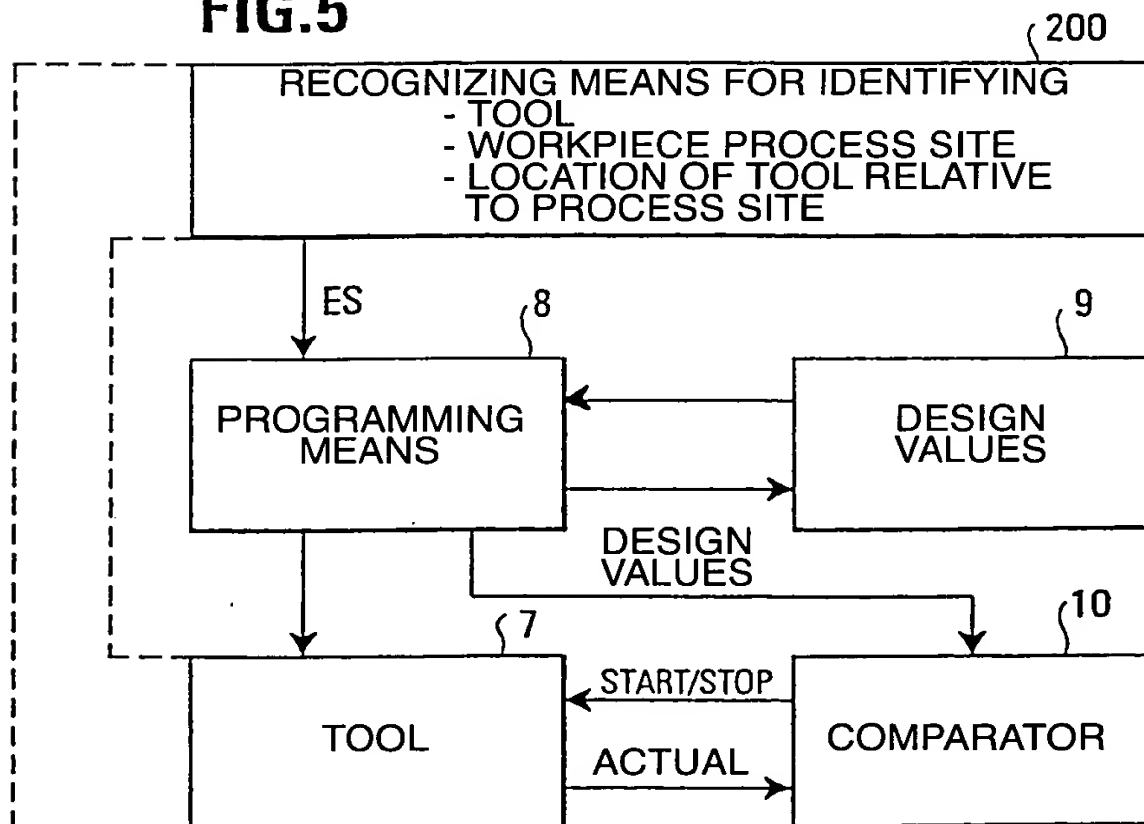 FIG.5
200
RECOGNIZING MEANS FOR IDENTIFYING
- TOOL
- WORKPIECE PROCESS SITE
- LOCATION OF TOOL RELATIVE
TO PROCESS SITE
ES
8
9
PROGRAMMING
MEANS
DESIGN
VALUES
DESIGN
VALUES
7
10
START/STOP
TOOL
COMPARATOR
ACTUAL